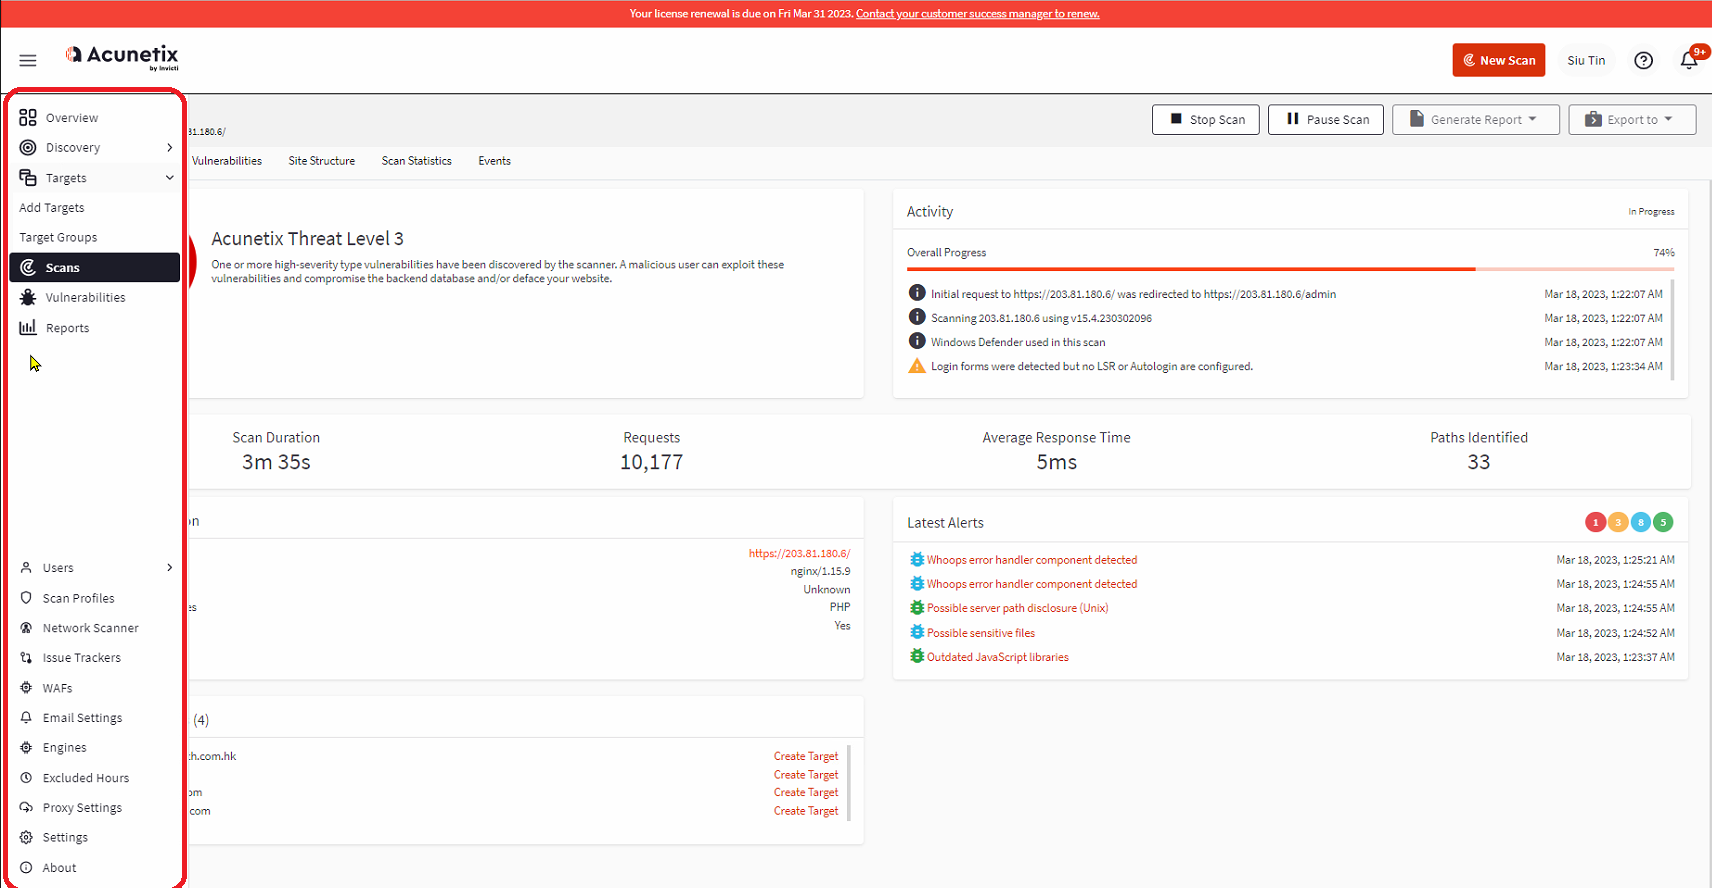 Your license renewal is due on Fri Mar 31 2023. Contact your customer success manager to renew.
Acunetix
by Invicti
New Scan
Siu Tin
9+
Overview
Discovery
Targets
Add Targets
Target Groups
Scans
Vulnerabilities
Reports
Users
Scan Profiles
Network Scanner
Issue Trackers
WAFs
Email Settings
Engines
Excluded Hours
Proxy Settings
Settings
About
31.180.6/
Stop Scan
Pause Scan
Generate Report
Export to
Vulnerabilities
Site Structure
Scan Statistics
Events
Acunetix Threat Level 3
One or more high-severity type vulnerabilities have been discovered by the scanner. A malicious user can exploit these
vulnerabilities and compromise the backend database and/or deface your website.
Activity
In Progress
Overall Progress
74%
Initial request to https://203.81.180.6/ was redirected to https://203.81.180.6/admin
Mar 18, 2023, 1:22:07 AM
Scanning 203.81.180.6 using v15.4.230302096
Mar 18, 2023, 1:22:07 AM
Windows Defender used in this scan
Mar 18, 2023, 1:22:07 AM
Login forms were detected but no LSR or Autologin are configured.
Mar 18, 2023, 1:23:34 AM
Scan Duration
3m 35s
Requests
10,177
Average Response Time
5ms
Paths Identified
33
on
https://203.81.180.6/
nginx/1.15.9
Unknown
es
PHP
Yes
Latest Alerts
1 3 8 5
Whoops error handler component detected
Mar 18, 2023, 1:25:21 AM
Whoops error handler component detected
Mar 18, 2023, 1:24:55 AM
Possible server path disclosure (Unix)
Mar 18, 2023, 1:24:55 AM
Possible sensitive files
Mar 18, 2023, 1:24:52 AM
Outdated JavaScript libraries
Mar 18, 2023, 1:23:37 AM
(4)
h.com.hk
Create Target
Create Target
om
Create Target
com
Create Target